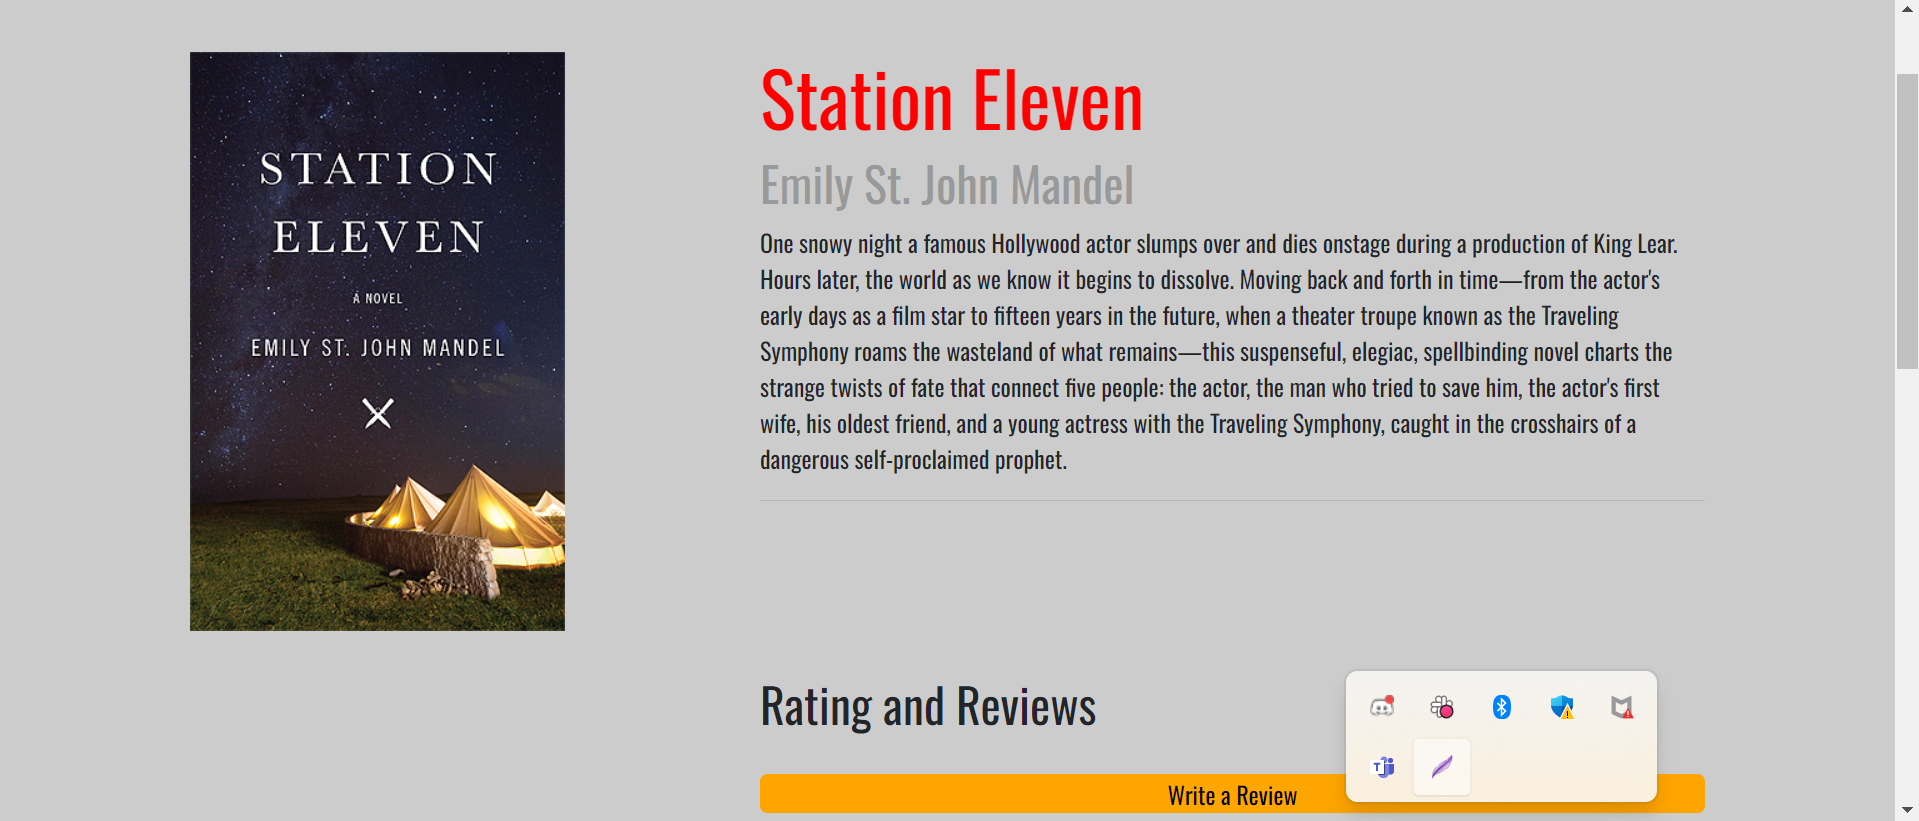 STATION
ELEVEN
A NOVEL
EMILY ST. JOHN MANDEL
Station Eleven
Emily St. John Mandel
One snowy night a famous Hollywood actor slumps over and dies onstage during a production of King Lear.
Hours later, the world as we know it begins to dissolve. Moving back and forth in time—from the actor's
early days as a film star to fifteen years in the future, when a theater troupe known as the Traveling
Symphony roams the wasteland of what remains—this suspenseful, elegiac, spellbinding novel charts the
strange twists of fate that connect five people: the actor, the man who tried to save him, the actor's first
wife, his oldest friend, and a young actress with the Traveling Symphony, caught in the crosshairs of a
dangerous self-proclaimed prophet.
Rating and Reviews
Write a Review